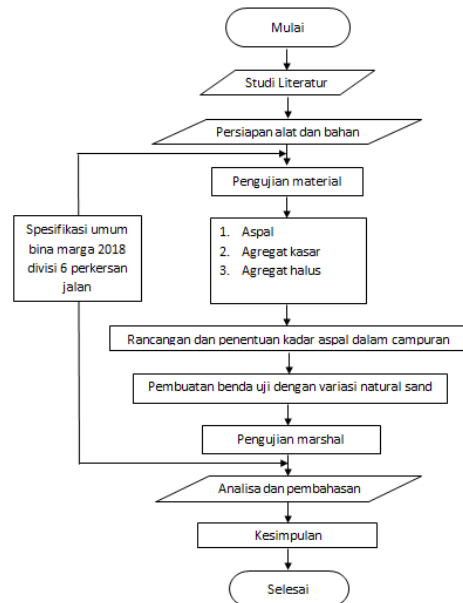 Mulai
Studi Literatur
Persiapan alat dan bahan
Pengujian material
Spesifikasi umum
bina marga 2018
divisi 6 perkersan
jalan
1. Aspal
2. Agregat kasar
3. Agregat halus
Rancangan dan penentuan kadar aspal dalam campuran
Pembuatan benda uji dengan variasi natural sand
Pengujian marshal
Analisa dan pembahasan
Kesimpulan
Selesai